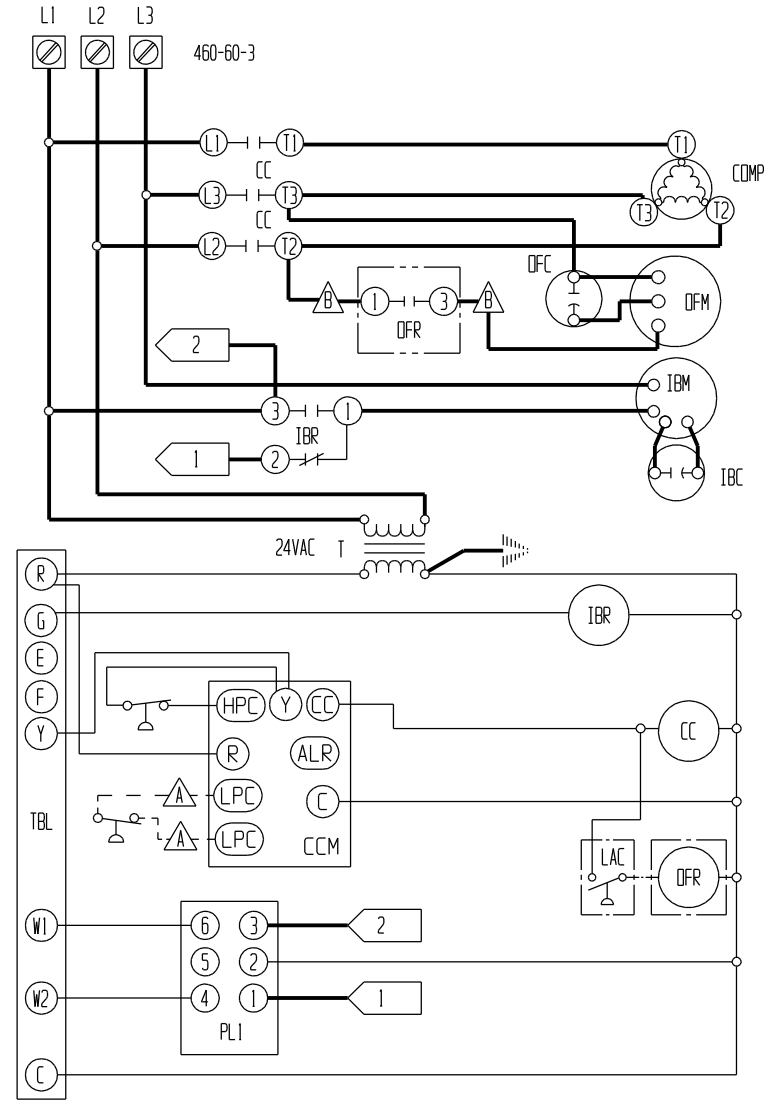 L1 L2 L3
460-60-3
L1 T1
T1
CC
COMP
L3 T3
T3 T2
CC
L2 T2
OFC
B 1 3 B
OFM
OFR
2
IBM
3 1
IBR
1 2
IBC
24VAC T
R
IBR
G
E
F
HPC Y CC
Y
CC
R ALR
LPC
A
C
TBL
A LPC
CCM
LAC
OFR
W1 6 3 2
5 2
W2 4 1 1
PL1
C